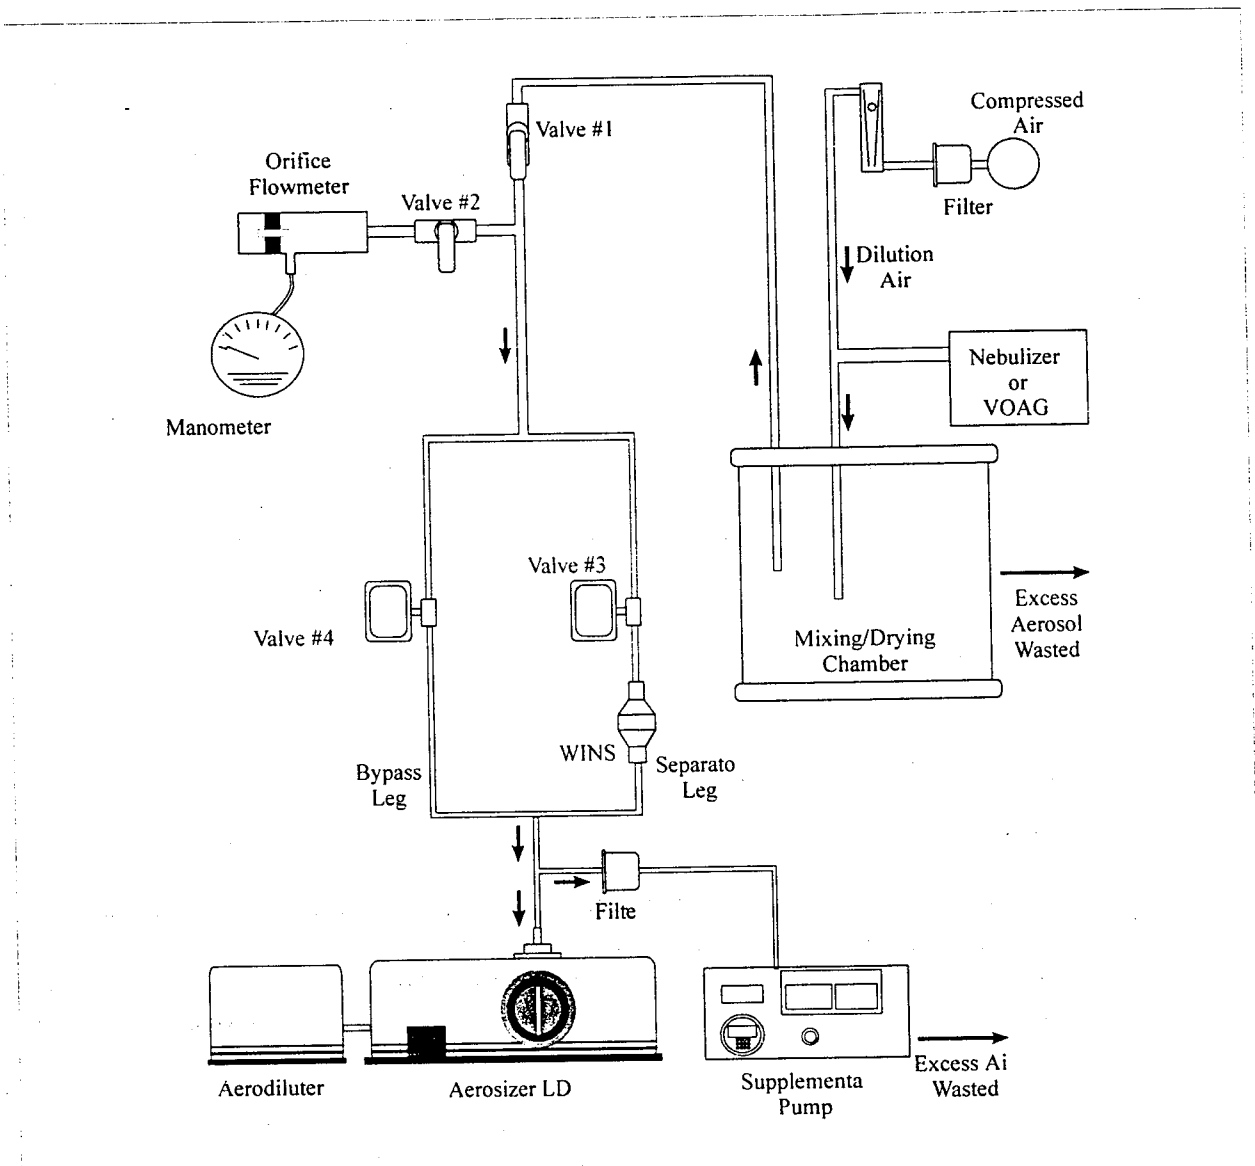 Compressed
Air
Valve #1
Orifice
Flowmeter
Valve #2
Filter
Dilution
Air
Nebulizer
or
VOAG
Manometer
Valve #3
Valve #4
Excess
Aerosol
Wasted
Mixing/Drying
Chamber
WINS
Separato
Leg
Bypass
Leg
Filte
Aerodiluter
Aerosizer LD
Supplementa
Pump
Excess Ai
Wasted